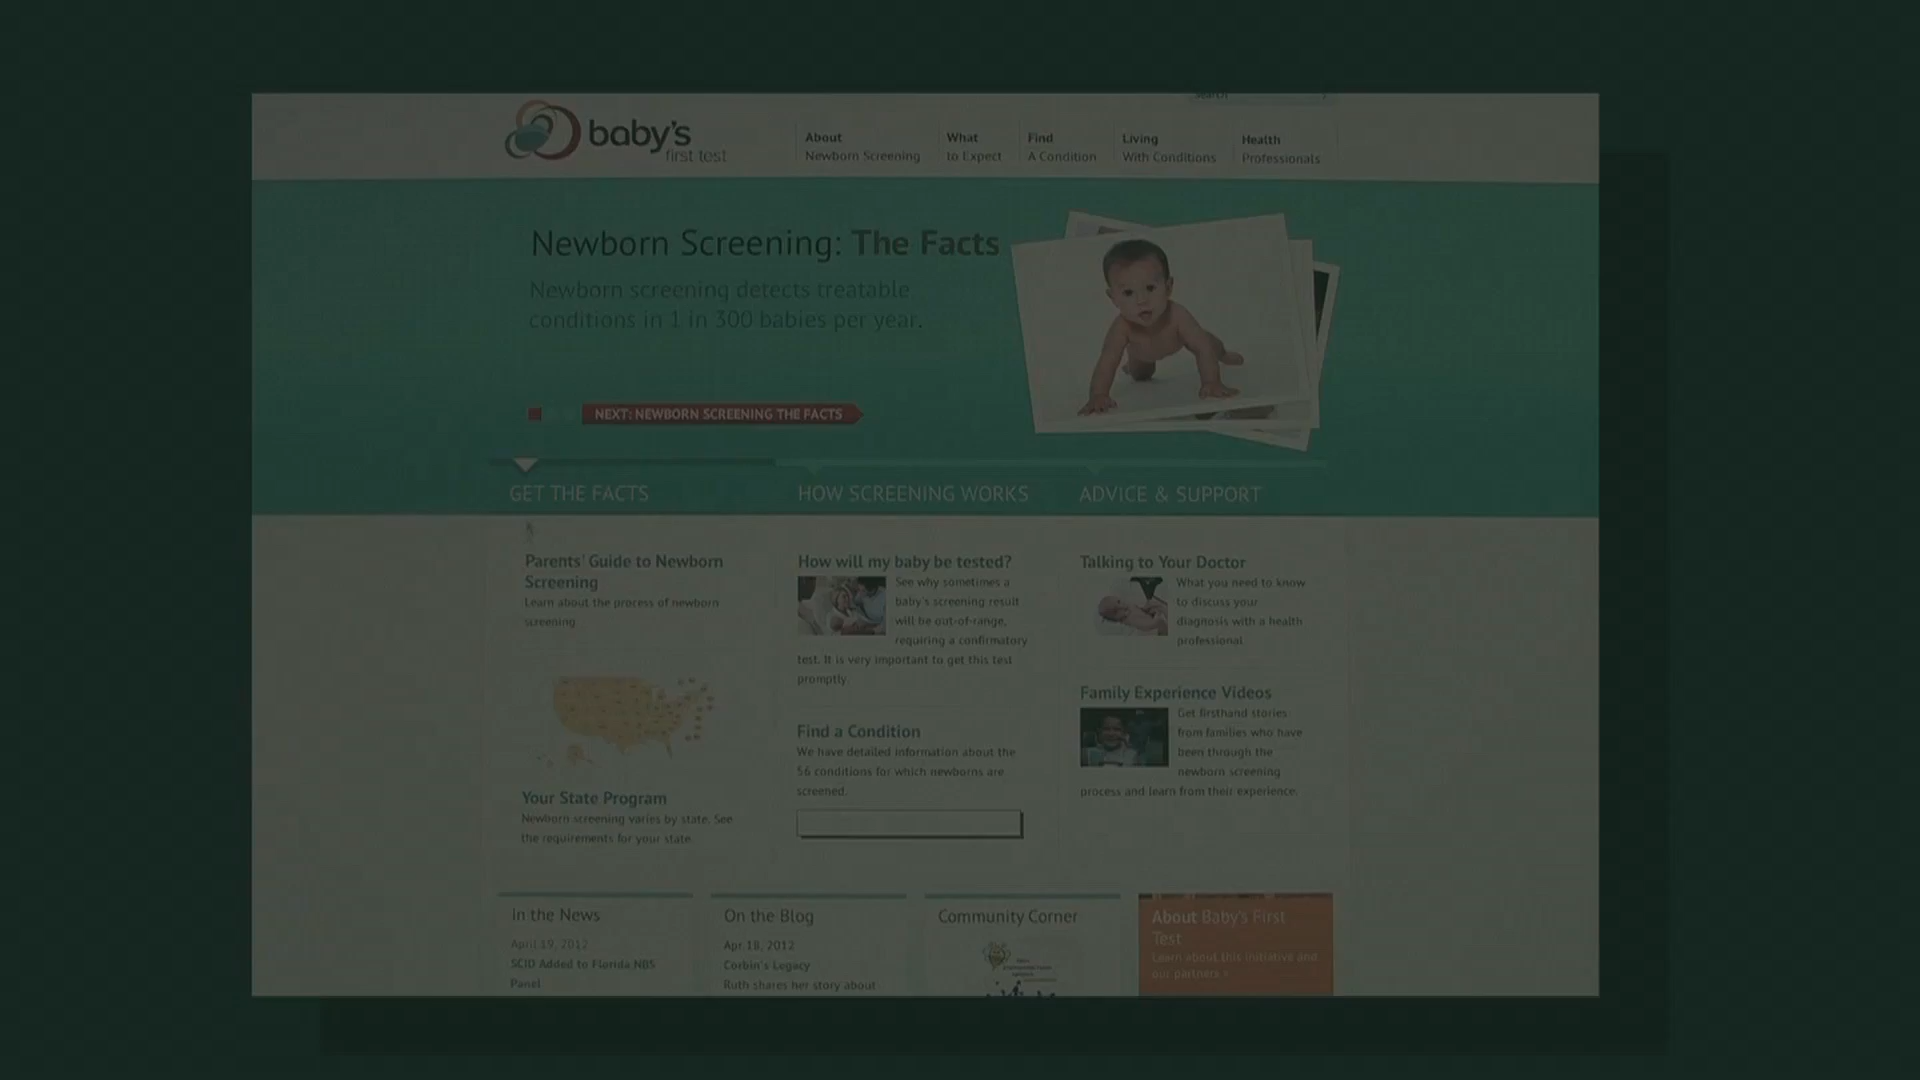 Search
baby's
first test
About
Newborn Screening
What
to Expect
Find
A Condition
Living
With Conditions
Health
Professionals
Newborn Screening: The Facts
Newborn screening detects treatable
conditions in 1 in 300 babies per year.
NEXT: NEWBORN SCREENING THE FACTS
GET THE FACTS
HOW SCREENING WORKS
ADVICE & SUPPORT
Parents' Guide to Newborn
Screening
Learn about the process of newborn
screening
Your State Program
Newborn screening varies by state. See
the requirements for your state.
How will my baby be tested?
See why sometimes a
baby's screening result
will be out-of-range,
requiring a confirmatory
test. It is very important to get this test
promptly.
Find a Condition
We have detailed information about the
56 conditions for which newborns are
screened.
Talking to Your Doctor
What you need to know
to discuss your
diagnosis with a health
professional.
Family Experience Videos
Get firsthand stories
from families who have
been through the
newborn screening
process and learn from their experience.
In the News
April 19, 2012
SCID Added to Florida NBS
Panel
On the Blog
Apr 18, 2012
Corbin's Legacy
Ruth shares her story about
Community Corner
About Baby's First
Test
Learn about this initiative and
our partners »